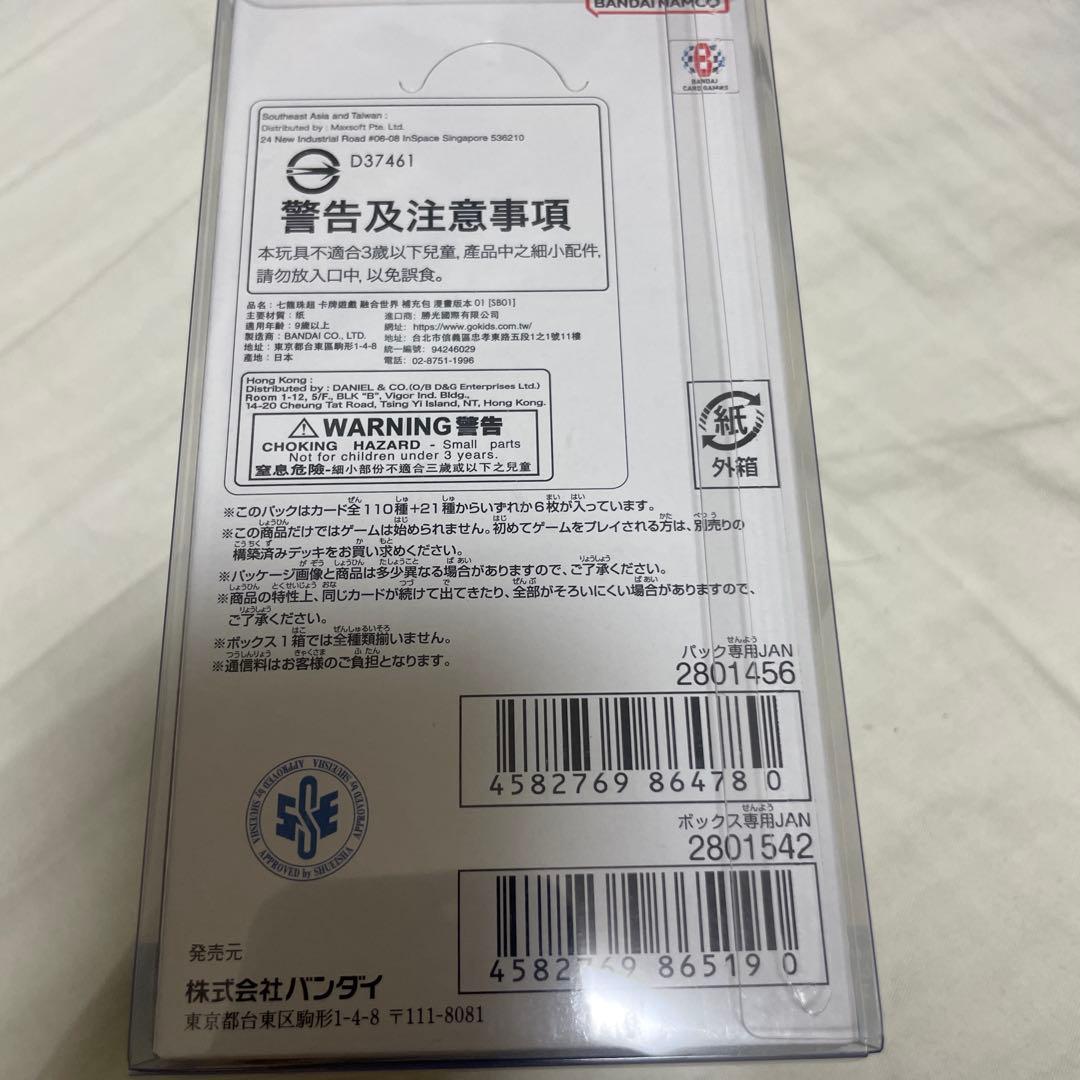 BANDAI NAMCO
BANDAI
CARD GAMES
Southeast Asia and Taiwan :
Distributed by : Maxsoft Pte. Ltd.
24 New Industrial Road #06-08 InSpace Singapore 536210
D37461
警告及注意事項
本玩具不適合3歲以下兒童, 產品中之細小配件,
請勿放入口中, 以免誤食。
品名：七龍珠超 卡牌遊戲 融合世界 補充包 漫畫版本 01 [SB01]
主要材質：紙
適用年齡：9歲以上
製造商：BANDAI CO., LTD.
地址：東京都台東區駒形1-4-8
產地：日本
進口商：勝光國際有限公司
網址：https://www.gokids.com.tw/
地址：台北市信義區忠孝東路五段1之1號11樓
統一編號：94246029
電話：02-8751-1996
Hong Kong :
Distributed by : DANIEL & CO.(O/B D&G Enterprises Ltd.)
Room 1-12, 5/F., BLK "B", Vigor Ind. Bldg.,
14-20 Cheung Tat Road, Tsing Yi Island, NT, Hong Kong.
WARNING 警告
CHOKING HAZARD - Small parts
Not for children under 3 years.
窒息危險-細小部份不適合三歲或以下之兒童
紙
外箱
※このパックはカード全110種+21種からいずれか6枚が入っています。
※この商品だけではゲームは始められません。初めてゲームをプレイされる方は、別売りの
構築済みデッキをお買い求めください。
※パッケージ画像と商品は多少異なる場合がありますので、ご了承ください。
※商品の特性上、同じカードが続けて出てきたり、全部がそろいにくい場合がありますので、
ご了承ください。
※ボックス1箱では全種類揃いません。
※通信料はお客様のご負担となります。
パック専用JAN
2801456
4582769 864780
ボックス専用JAN
2801542
4582769 865190
APPROVED by SHUEISHA APPROVED by SHUEISHA APPROVED by SHUEISHA
SSE
発売元
株式会社バンダイ
東京都台東区駒形1-4-8 〒111-8081